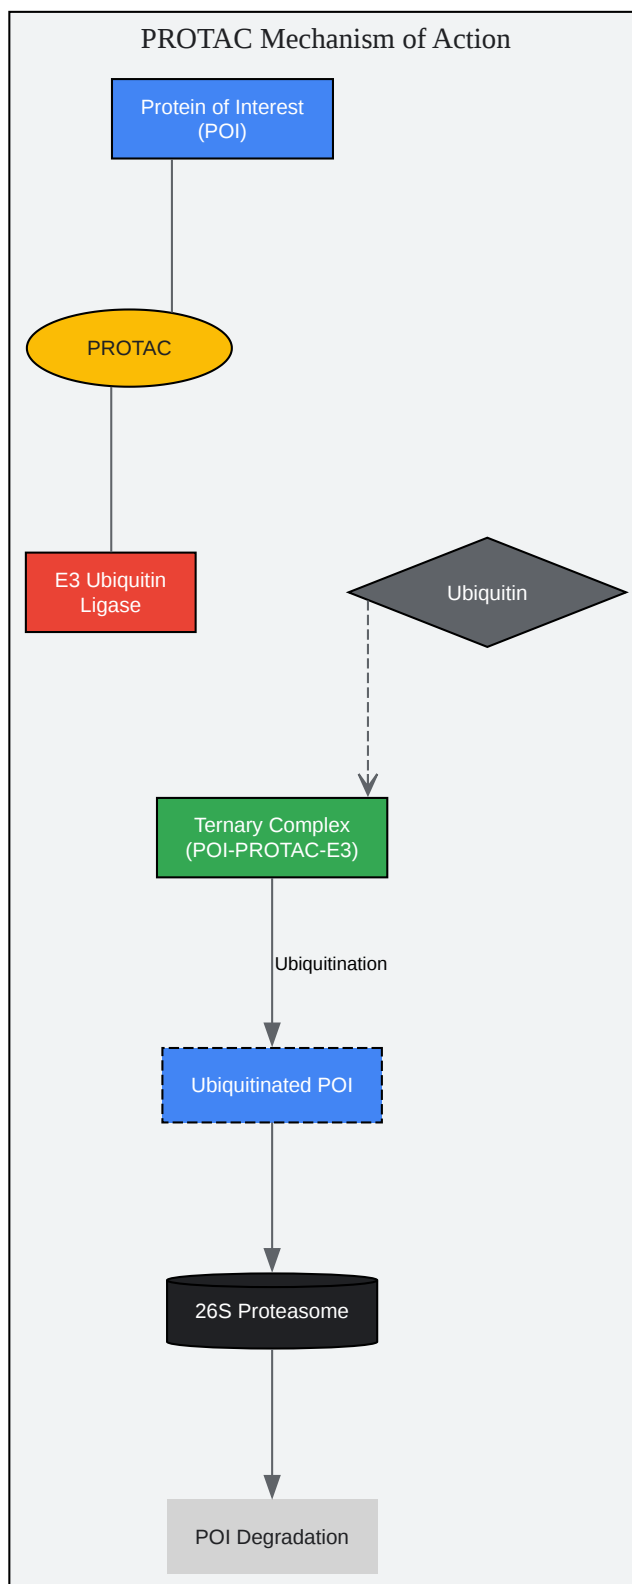 PROTAC Mechanism of Action
Protein of Interest
(POI)
PROTAC
E3 Ubiquitin
Ligase
Ubiquitin
Ternary Complex
(POI-PROTAC-E3)
Ubiquitination
Ubiquitinated POI
26S Proteasome
POI Degradation